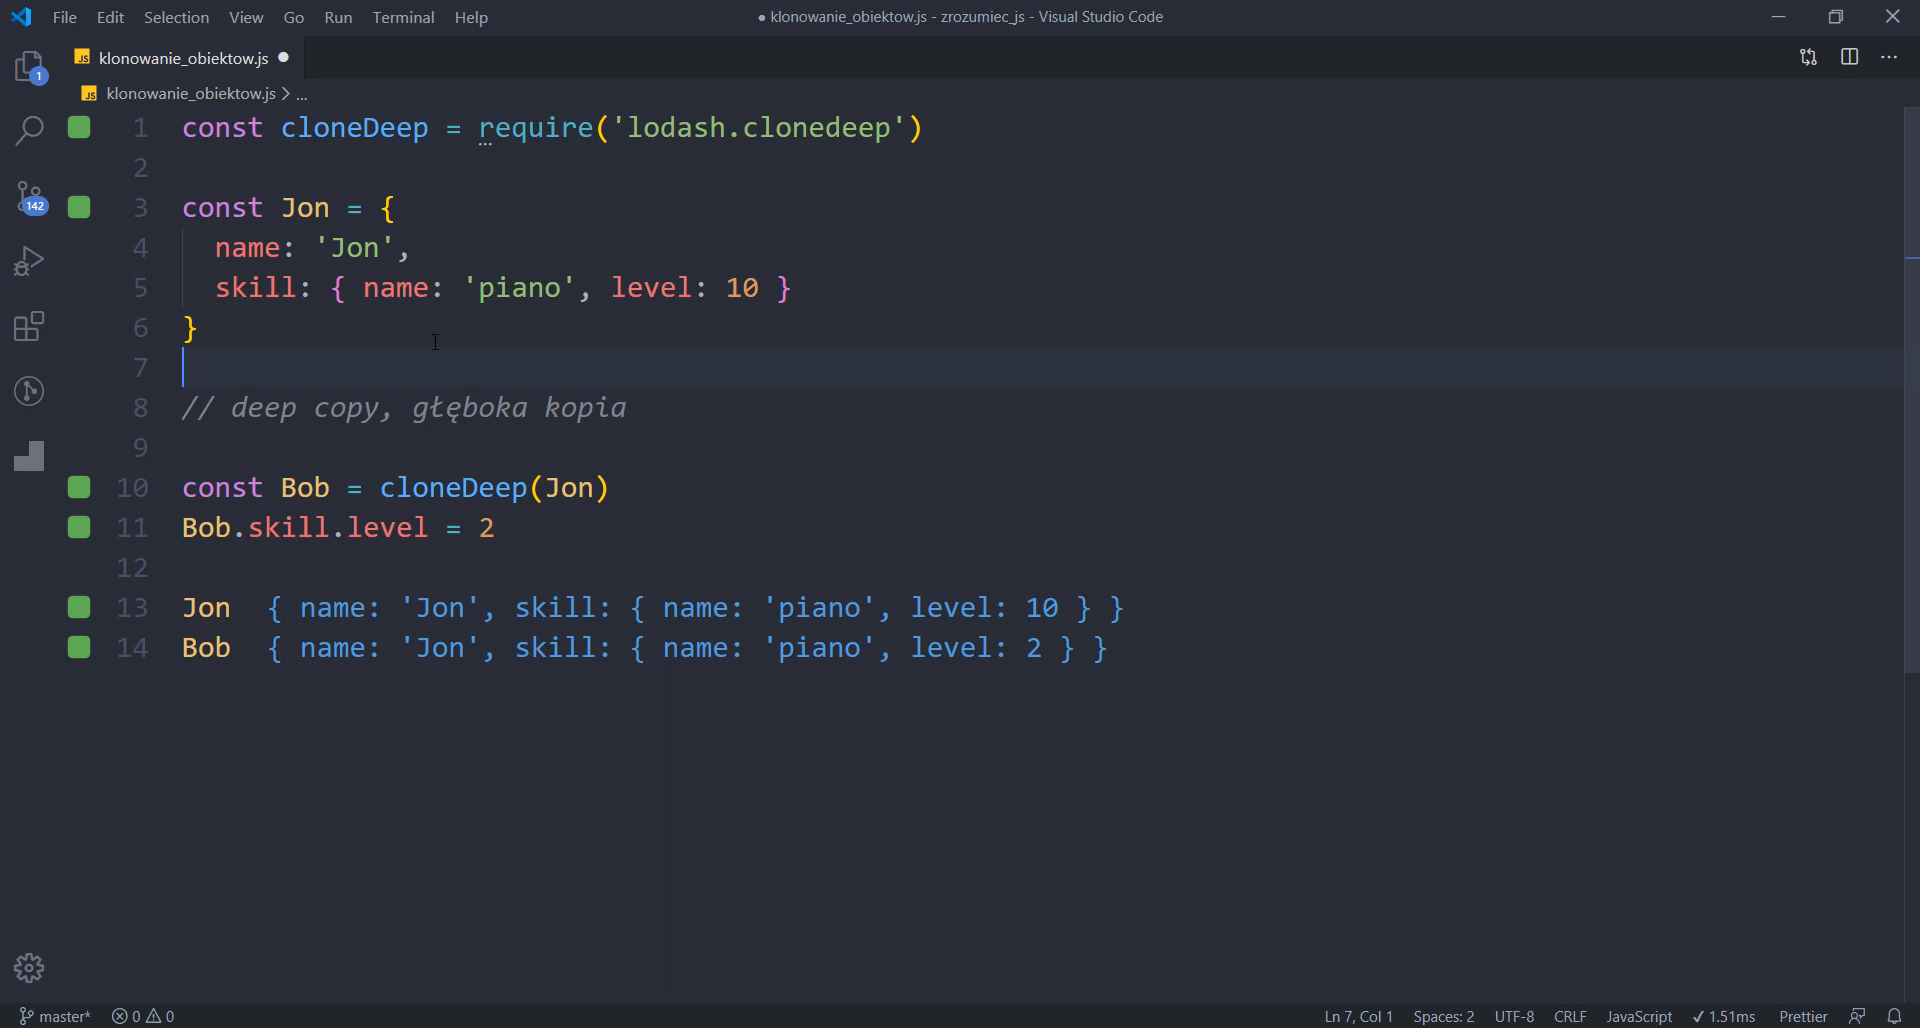 File Edit Selection View Go Run Terminal Help
● klonowanie_obiektow.js - zrozumiec_js - Visual Studio Code
JS klonowanie_obiektow.js ●
JS klonowanie_obiektow.js > ...
1
142
1 const cloneDeep = require('lodash.clonedeep')
2
3 const Jon = {
4 name: 'Jon',
5 skill: { name: 'piano', level: 10 }
6 }
7
8 // deep copy, głęboka kopia
9
10 const Bob = cloneDeep(Jon)
11 Bob.skill.level = 2
12
13 Jon { name: 'Jon', skill: { name: 'piano', level: 10 } }
14 Bob { name: 'Jon', skill: { name: 'piano', level: 2 } }
master* 0 0 Ln 7, Col 1 Spaces: 2 UTF-8 CRLF JavaScript ✓ 1.51ms Prettier